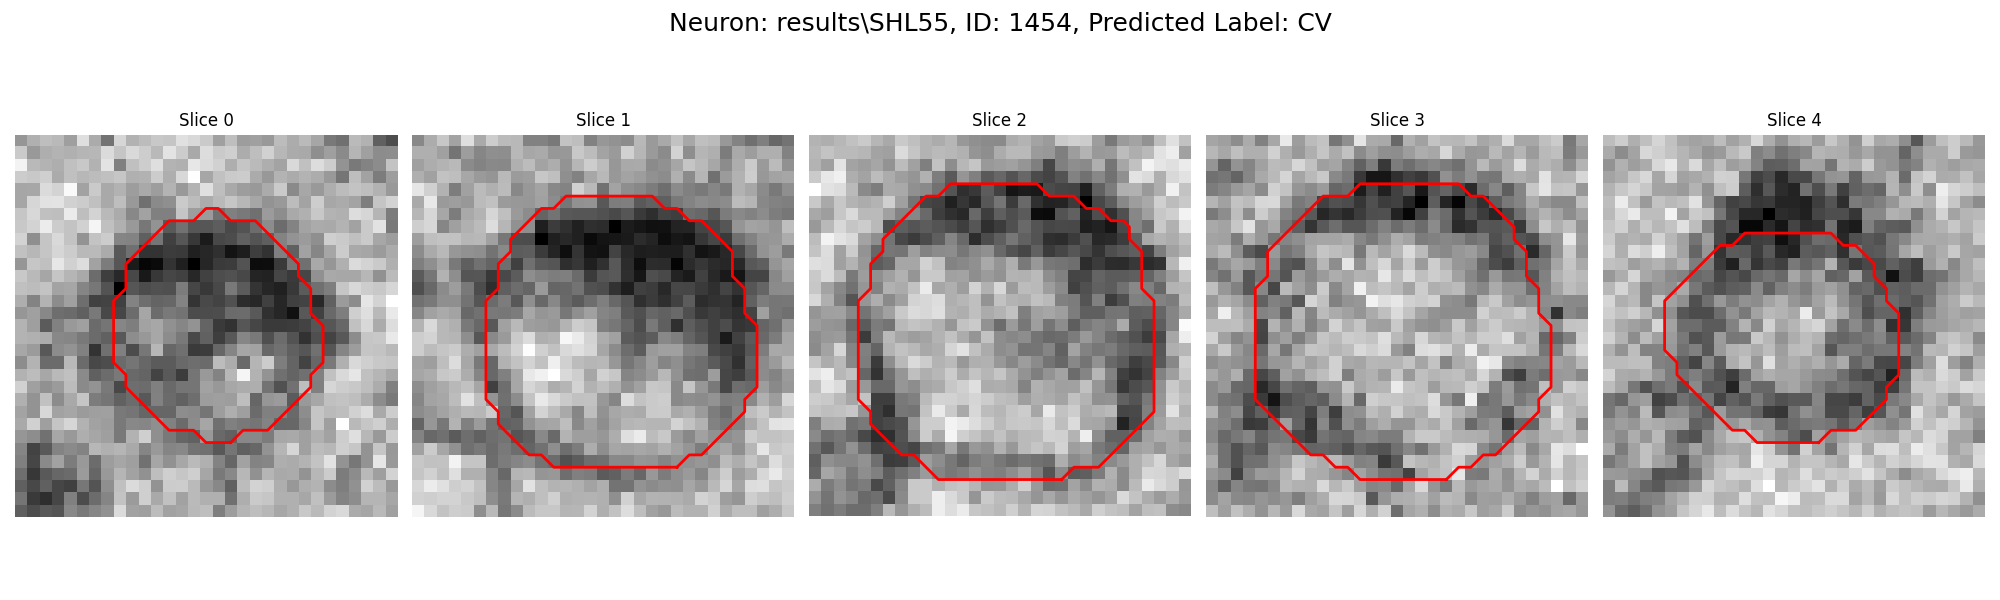 Neuron: results\SHL55, ID: 1454, Predicted Label: CV
Slice 0
Slice 1
Slice 2
Slice 3
Slice 4